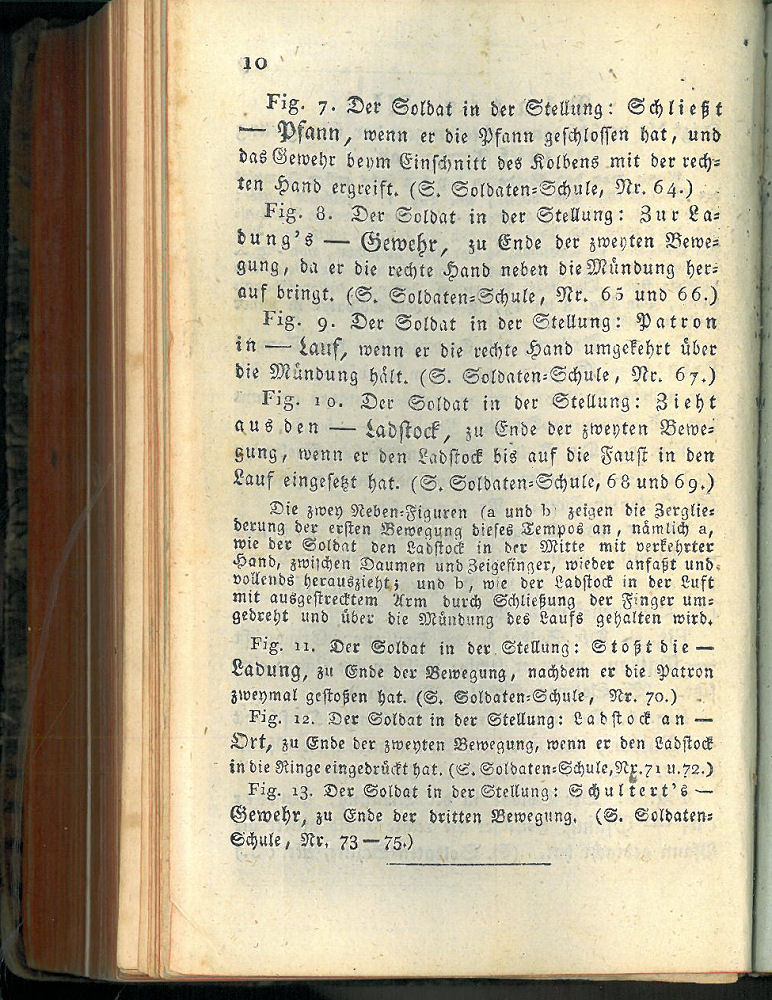 10
Fig. 7. Der Soldat in der Stellung: Schließt
— Pfann, wenn er die Pfann geschlossen hat, und
das Gewehr beym Einschnitt des Kolbens mit der rech⸗
ten Hand ergreift. (S. Soldaten⸗Schule, Nr. 64.)
Fig. 8. Der Soldat in der Stellung: Zur La⸗
dung's — Gewehr, zu Ende der zweyten Bewe⸗
gung, da er die rechte Hand neben die Mündung her⸗
auf bringt. (S. Soldaten⸗Schule, Nr. 65 und 66.)
Fig. 9. Der Soldat in der Stellung: Patron
in — Lauf, wenn er die rechte Hand umgekehrt über
die Mündung hält. (S. Soldaten⸗Schule, Nr. 67.)
Fig. 10. Der Soldat in der Stellung: Zieht
aus den — Ladstock, zu Ende der zweyten Bewe⸗
gung, wenn er den Ladstock bis auf die Faust in den
Lauf eingesetzt hat. (S. Soldaten⸗Schule, 68 und 69.)
Die zwey Neben⸗Figuren (a und b) zeigen die Zerglie⸗
derung der ersten Bewegung dieses Tempos an, nämlich a,
wie der Soldat den Ladstock in der Mitte mit verkehrter
Hand, zwischen Daumen und Zeigefinger, wieder anfaßt und
vollends herauszieht; und b, wie der Ladstock in der Luft
mit ausgestrecktem Arm durch Schließung der Finger um⸗
gedreht und über die Mündung des Laufs gehalten wird.
Fig. 11. Der Soldat in der Stellung: Stoßt die —
Ladung, zu Ende der Bewegung, nachdem er die Patron
zweymal gestoßen hat. (S. Soldaten⸗Schule, Nr. 70.)
Fig. 12. Der Soldat in der Stellung: Ladstock an —
Ort, zu Ende der zweyten Bewegung, wenn er den Ladstock
in die Ringe eingedrückt hat. (S. Soldaten⸗Schule, Nr. 71 u. 72.)
Fig. 13. Der Soldat in der Stellung: Schultert's —
Gewehr, zu Ende der dritten Bewegung. (S. Soldaten⸗
Schule, Nr. 73 — 75.)